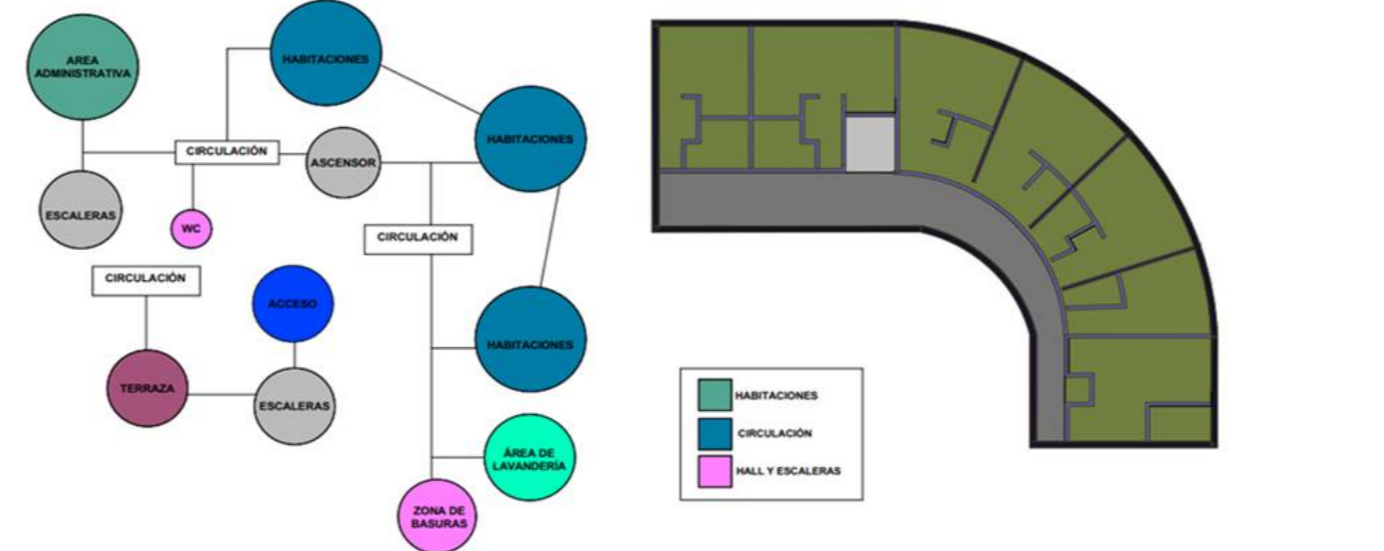 AREA
ADMINISTRATIVA
HABITACIONES
HABITACIONES
CIRCULACIÓN
ASCENSOR
ESCALERAS
WC
CIRCULACIÓN
CIRCULACIÓN
ACCESO
HABITACIONES
TERRAZA
ESCALERAS
ÁREA DE
LAVANDERÍA
ZONA DE
BASURAS
HABITACIONES
CIRCULACIÓN
HALL Y ESCALERAS